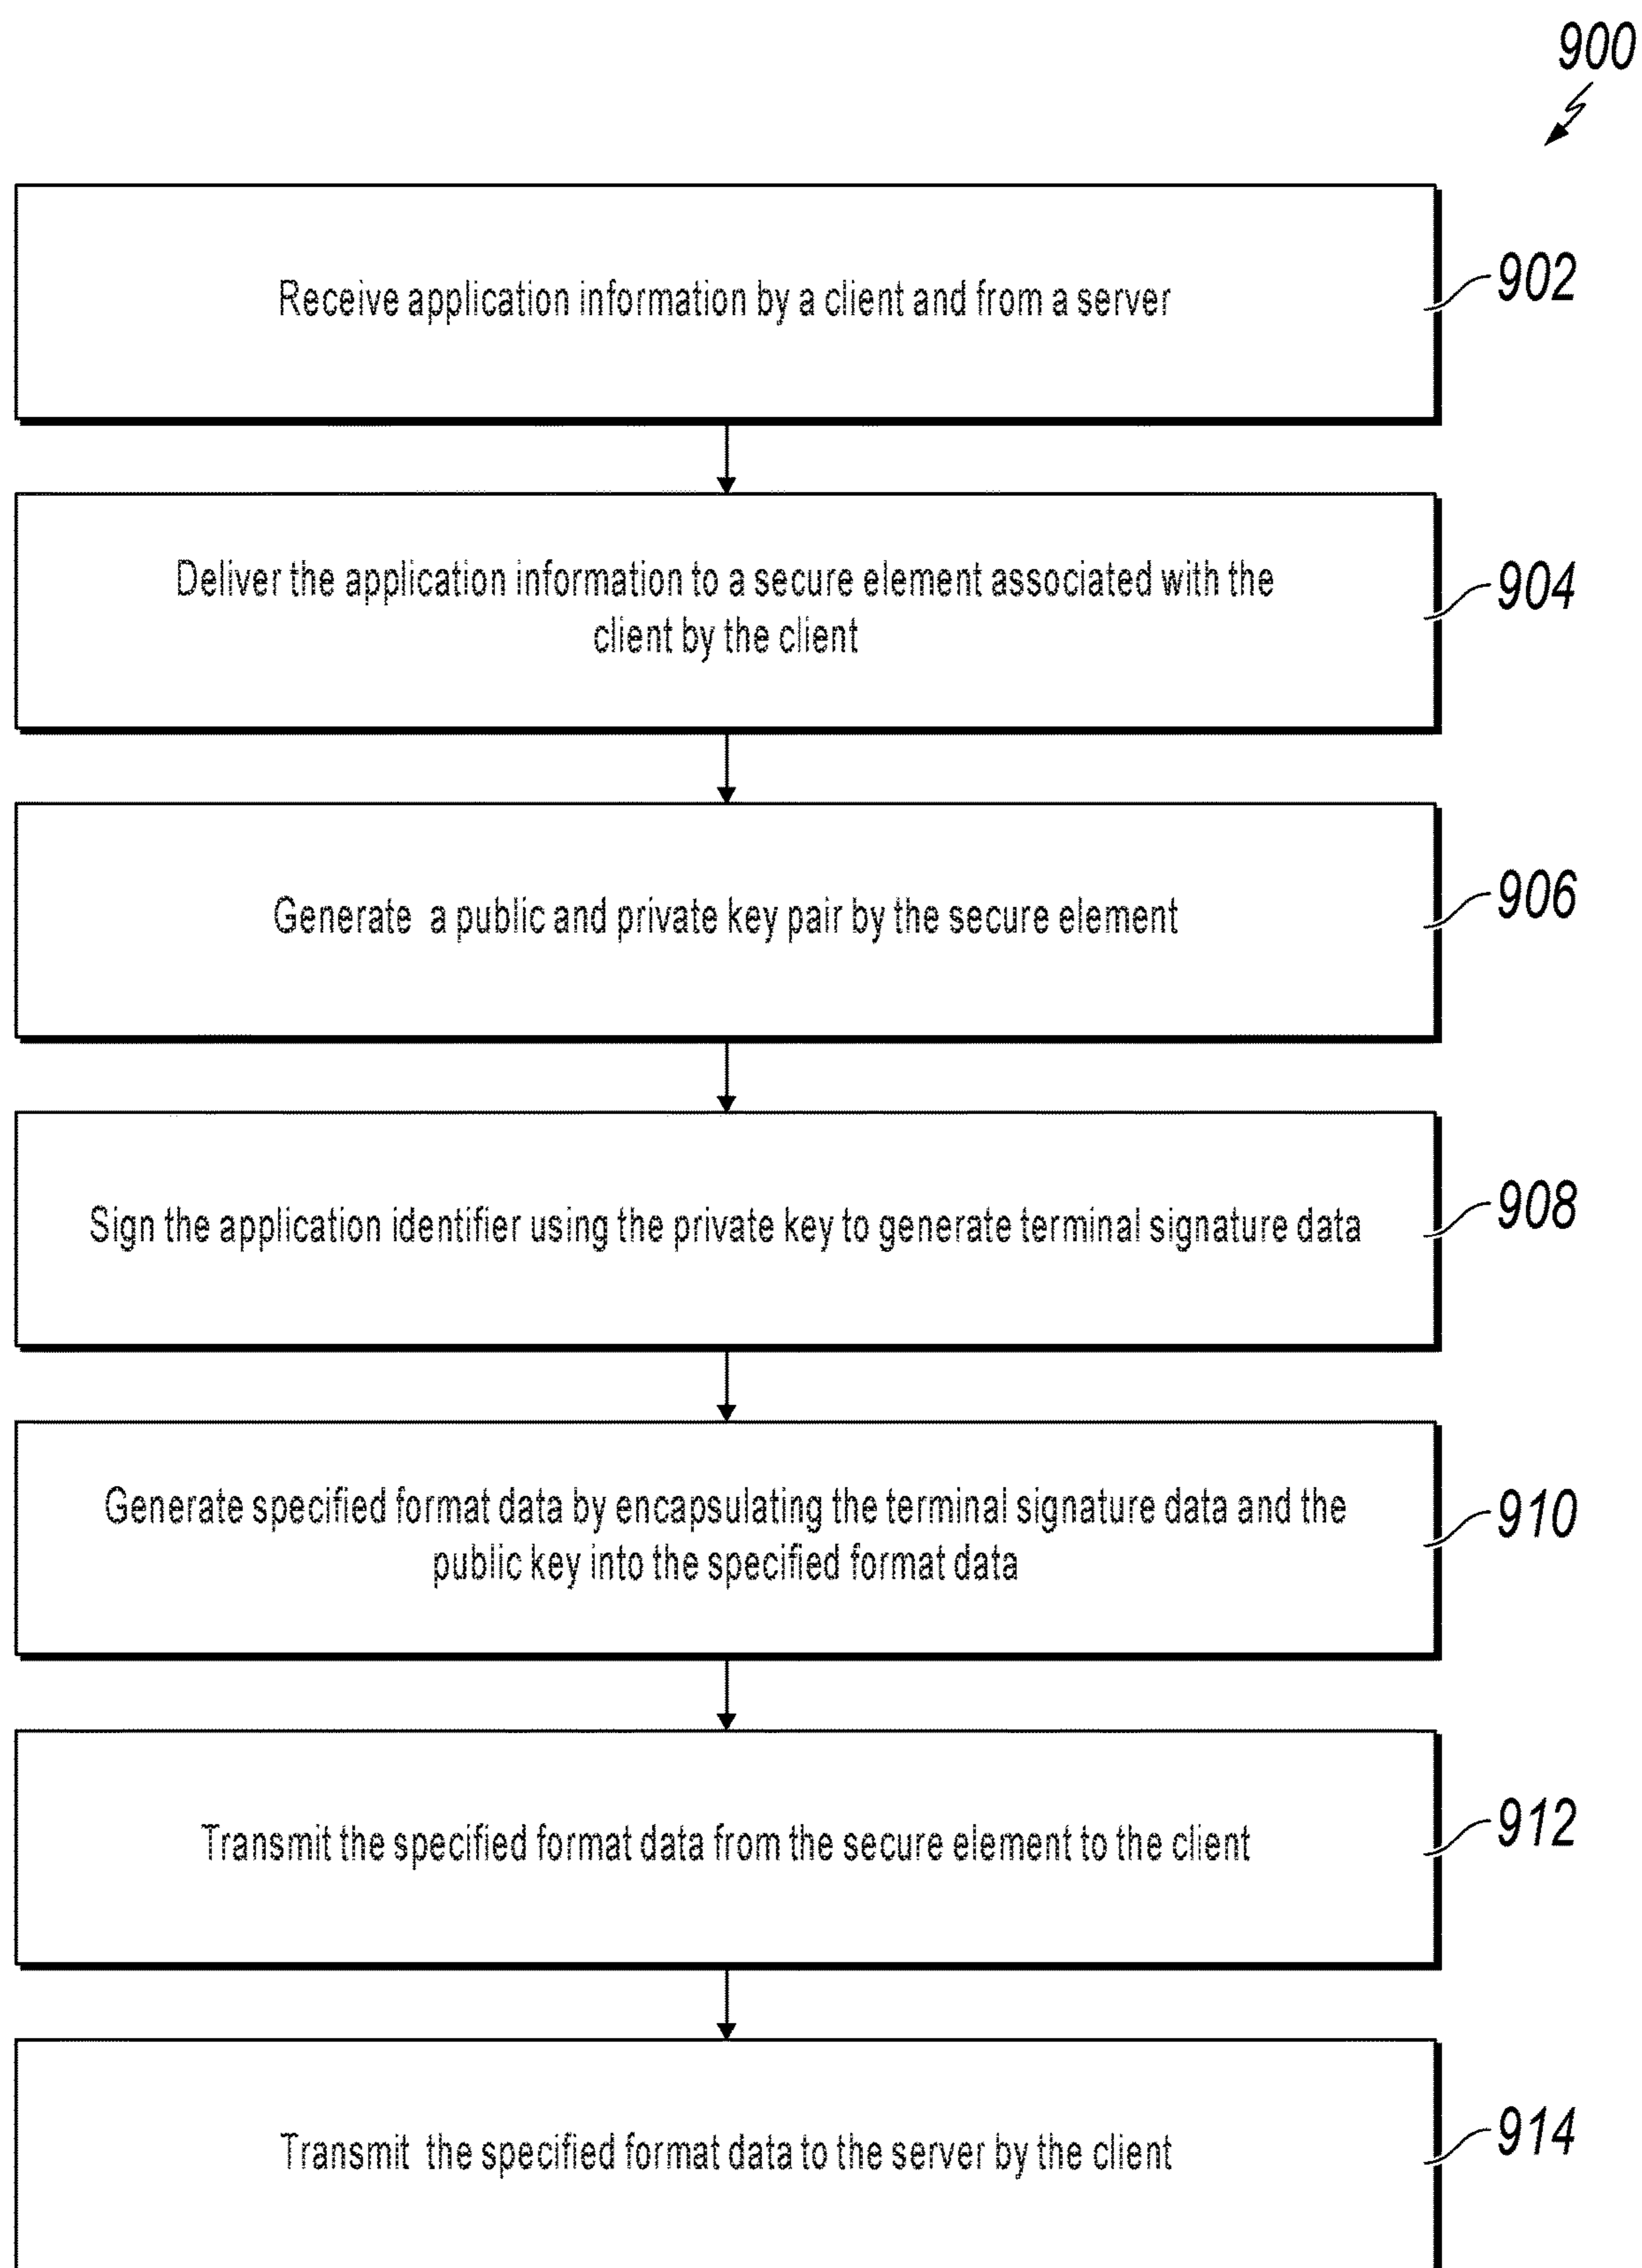 900
Receive application information by a client and from a server
902
Deliver the application information to a secure element associated with the
client by the client
904
Generate a public and private key pair by the secure element
906
Sign the application identifier using the private key to generate terminal signature data
908
Generate specified format data by encapsulating the terminal signature data and the
public key into the specified format data
910
Transmit the specified format data from the secure element to the client
912
Transmit the specified format data to the server by the client
914